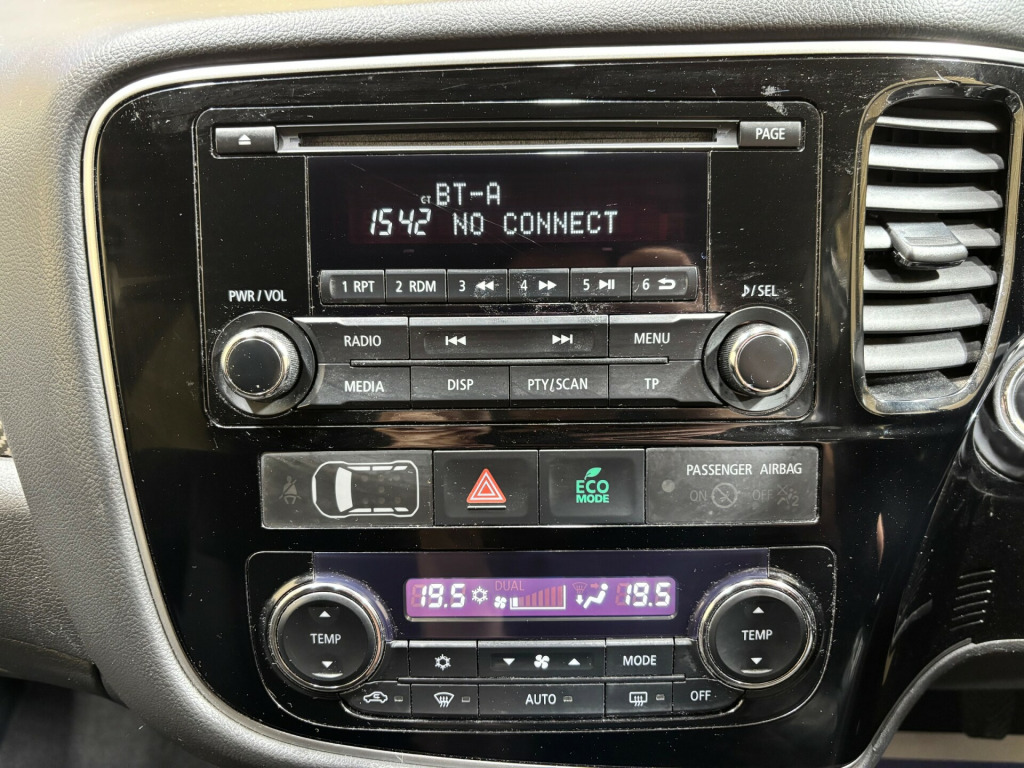 PAGE
CT BT-A
1542 NO CONNECT
1 RPT 2 RDM 3 4 5 6
PWR / VOL
/SEL
RADIO MENU
MEDIA DISP PTY/SCAN TP
PASSENGER AIRBAG
ON OFF
ECO
MODE
DUAL
19.5 19.5
TEMP
TEMP
MODE
AUTO OFF